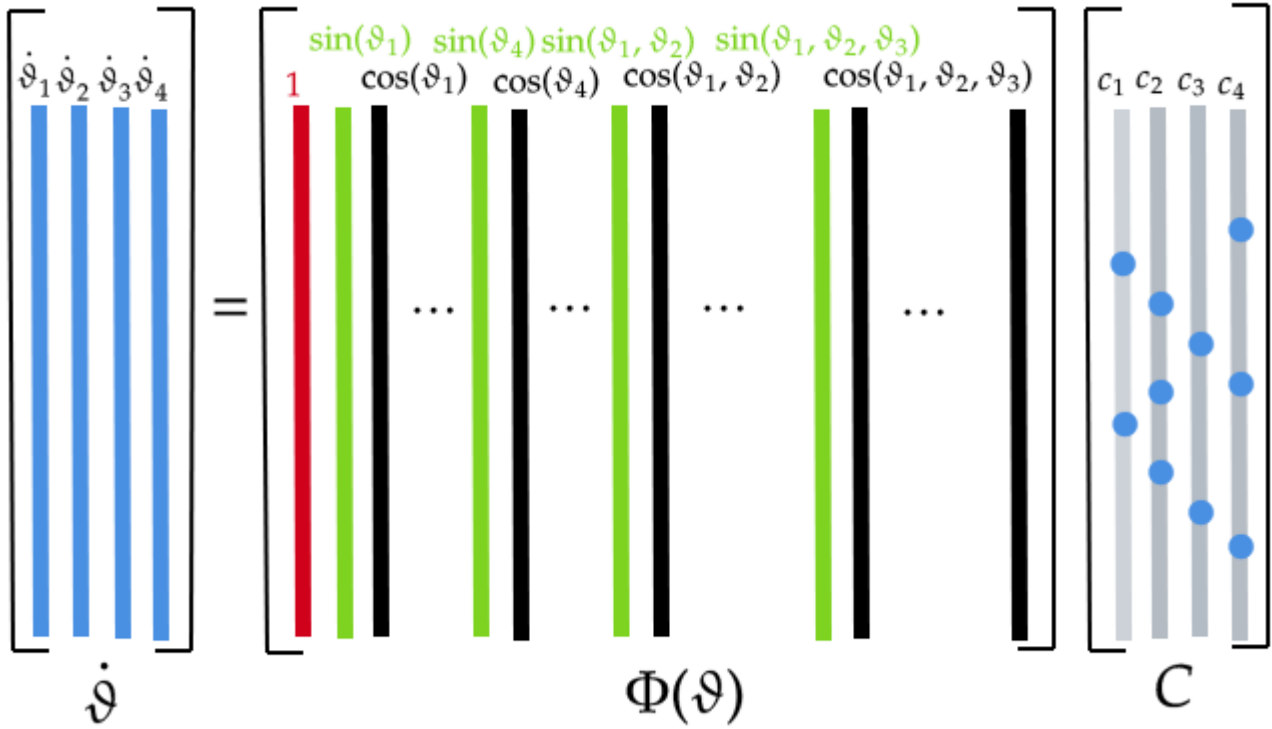 sin(ϑ₁) sin(ϑ₄) sin(ϑ₁, ϑ₂) sin(ϑ₁, ϑ₂, ϑ₃)
ϑ̇₁ ϑ̇₂ ϑ̇₃ ϑ̇₄ 1 cos(ϑ₁) cos(ϑ₄) cos(ϑ₁, ϑ₂) cos(ϑ₁, ϑ₂, ϑ₃) c₁ c₂ c₃ c₄
= ... ... ... ...
ϑ̇ Φ(ϑ) C